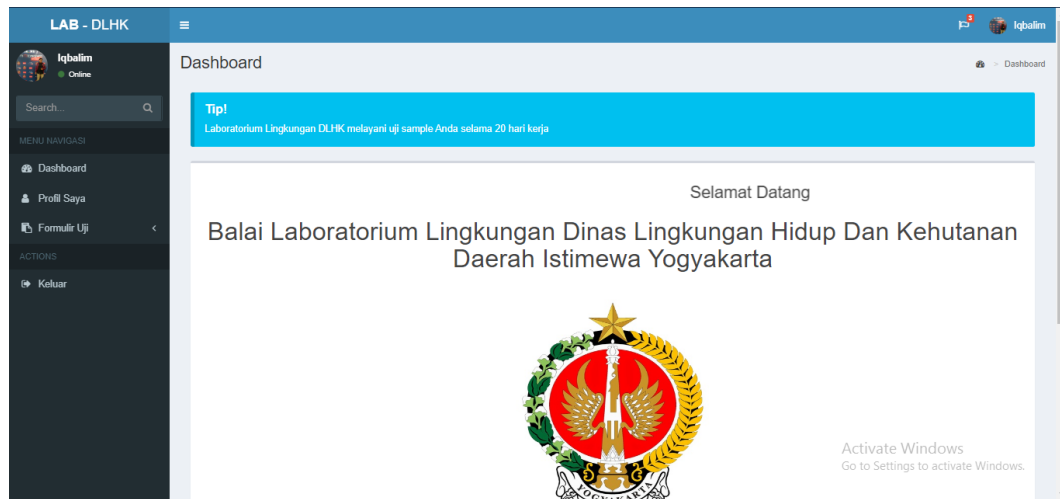 LAB - DLHK
3
Iqbalim
Iqbalim
Online
Dashboard
Dashboard
Search...
Tip!
Laboratorium Lingkungan DLHK melayani uji sample Anda selama 20 hari kerja
MENU NAVIGASI
Dashboard
Profil Saya
Formulir Uji
ACTIONS
Keluar
Selamat Datang
Balai Laboratorium Lingkungan Dinas Lingkungan Hidup Dan Kehutanan
Daerah Istimewa Yogyakarta
YOGYAKARTA
Activate Windows
Go to Settings to activate Windows.